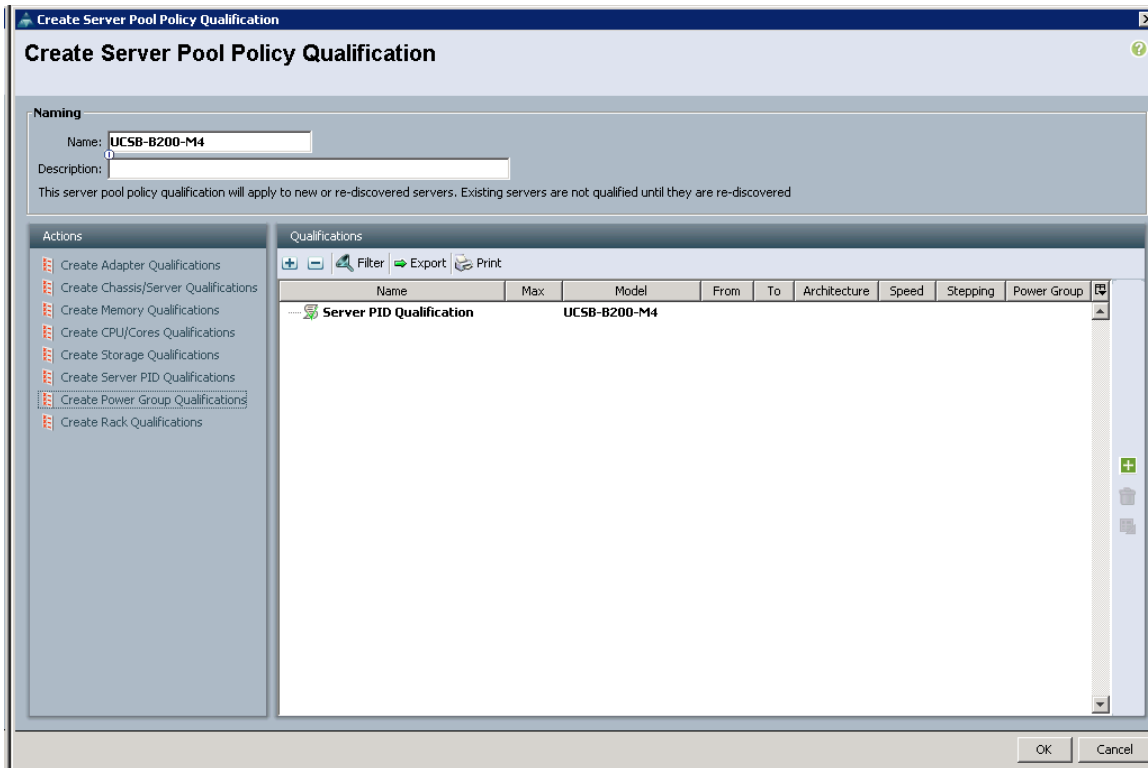 Create Server Pool Policy Qualification
Create Server Pool Policy Qualification
Naming
Name: UCSB-B200-M4
Description:
This server pool policy qualification will apply to new or re-discovered servers. Existing servers are not qualified until they are re-discovered
Actions
Create Adapter Qualifications
Create Chassis/Server Qualifications
Create Memory Qualifications
Create CPU/Cores Qualifications
Create Storage Qualifications
Create Server PID Qualifications
Create Power Group Qualifications
Create Rack Qualifications
Qualifications
Filter Export Print
Name Max Model From To Architecture Speed Stepping Power Group
Server PID Qualification UCSB-B200-M4
OK Cancel